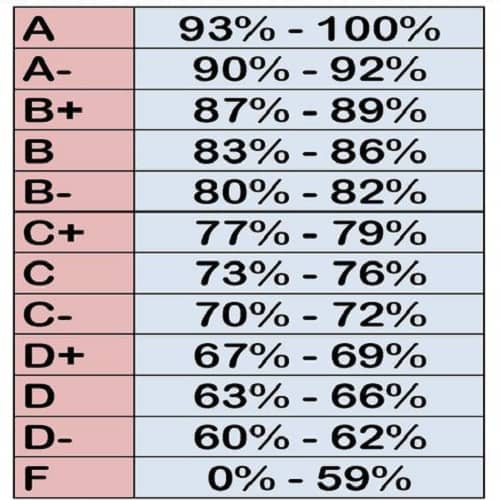 A 93% - 100%
A- 90% - 92%
B+ 87% - 89%
B 83% - 86%
B- 80% - 82%
C+ 77% - 79%
C 73% - 76%
C- 70% - 72%
D+ 67% - 69%
D 63% - 66%
D- 60% - 62%
F 0% - 59%